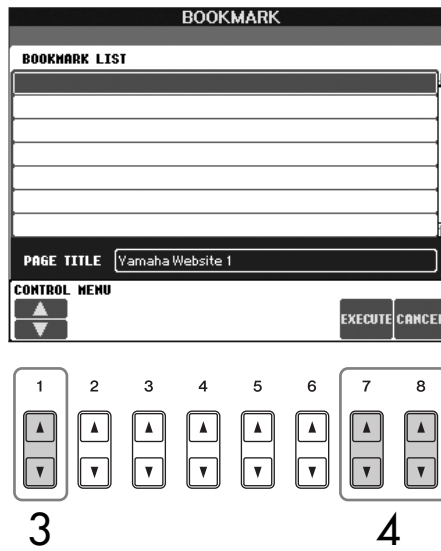 BOOKMARK
BOOKMARK LIST
PAGE TITLE Yamaha Website 1
CONTROL MENU
EXECUTE CANCEL
1 2 3 4 5 6 7 8
3 4